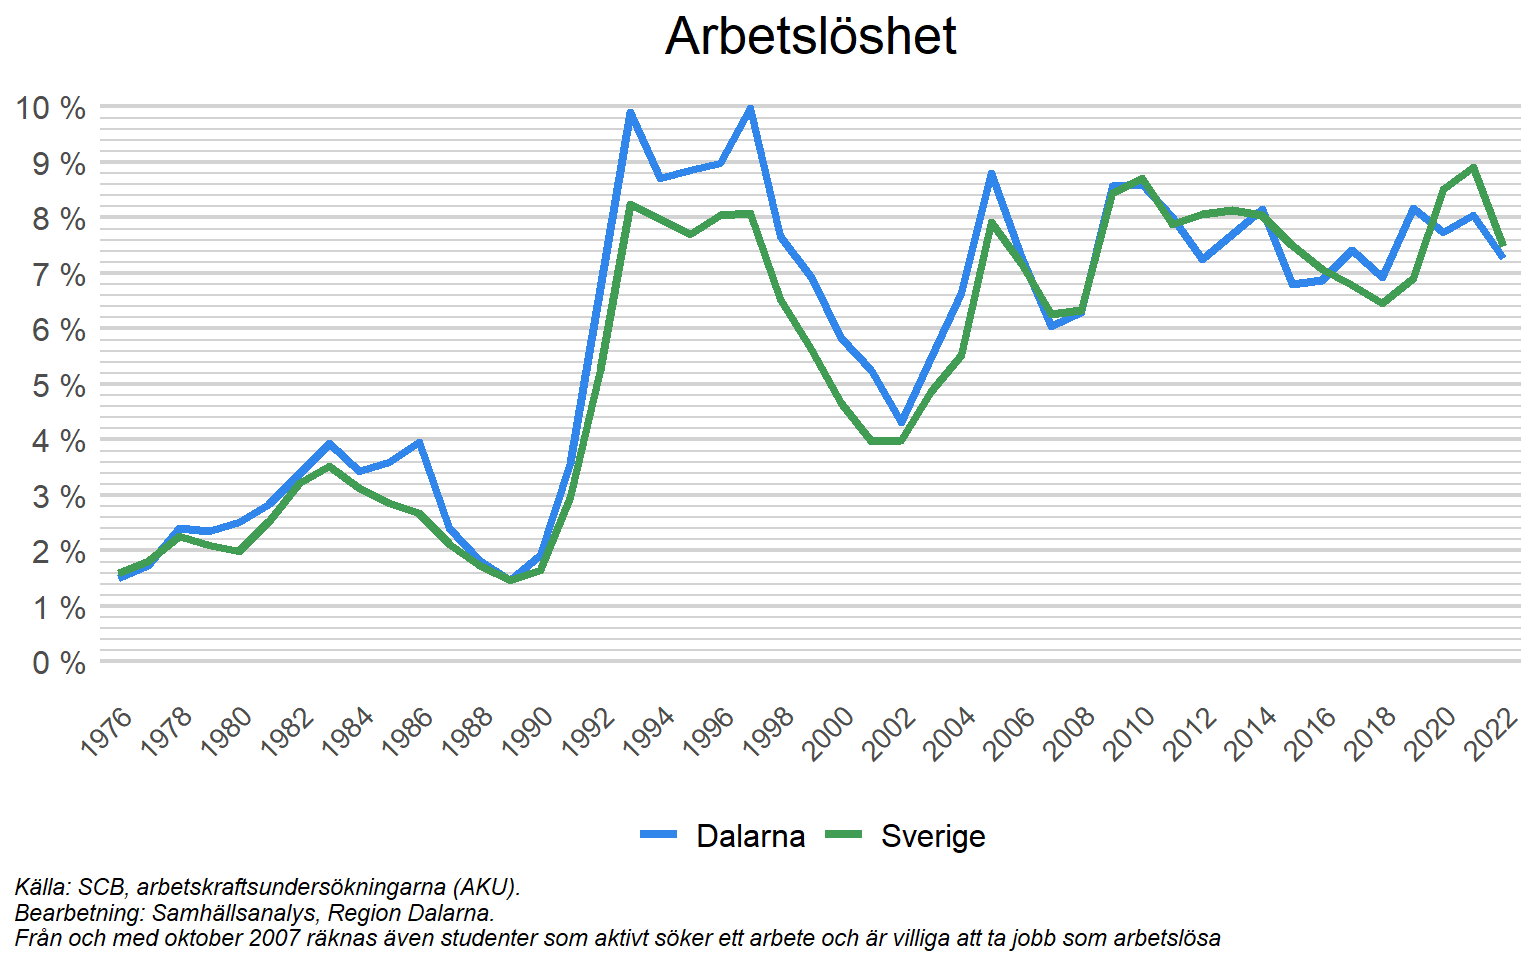 Arbetslöshet
10 %
9 %
8 %
7 %
6 %
5 %
4 %
3 %
2 %
1 %
0 %
1976 1978 1980 1982 1984 1986 1988 1990 1992 1994 1996 1998 2000 2002 2004 2006 2008 2010 2012 2014 2016 2018 2020 2022
Dalarna Sverige
Källa: SCB, arbetskraftsundersökningarna (AKU).
Bearbetning: Samhällsanalys, Region Dalarna.
Från och med oktober 2007 räknas även studenter som aktivt söker ett arbete och är villiga att ta jobb som arbetslösa